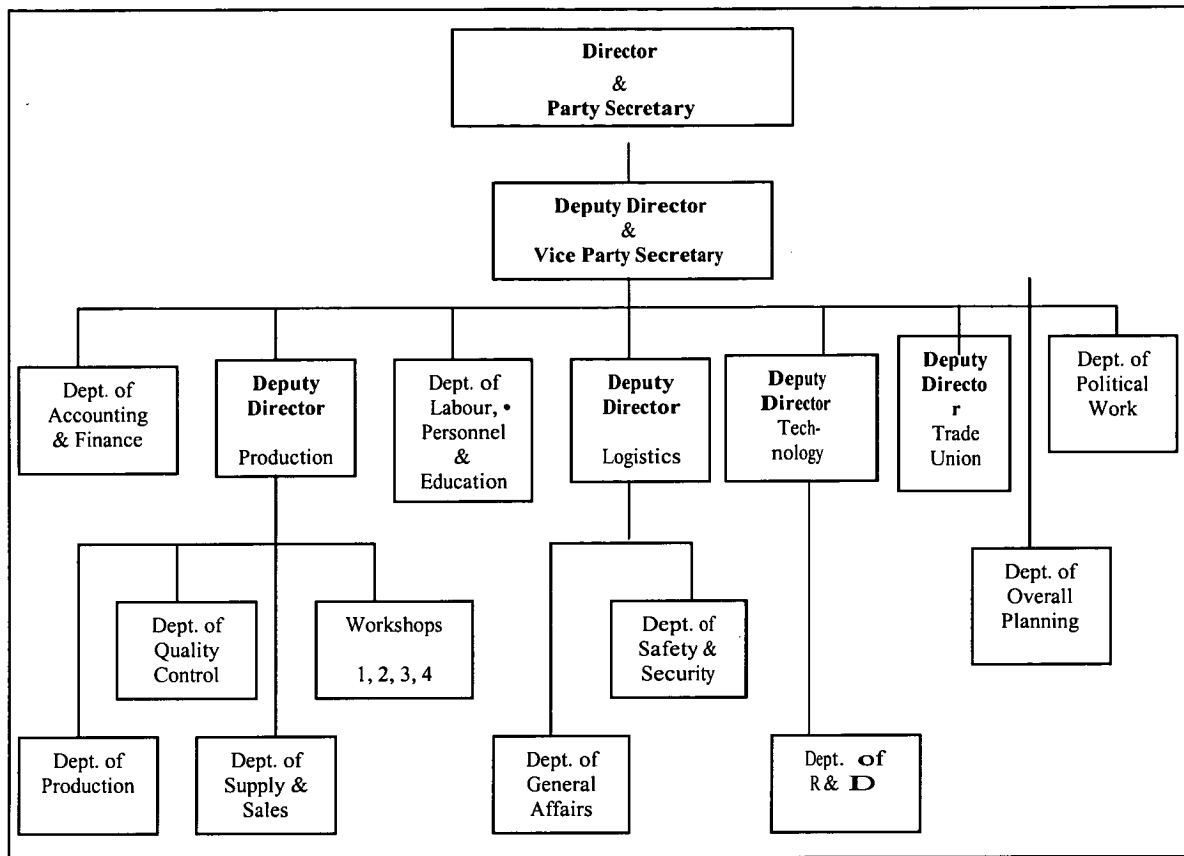 Director
&
Party Secretary
Deputy Director
&
Vice Party Secretary
Dept. of
Accounting
& Finance
Deputy
Director
Production
Dept. of
Labour, •
Personnel
&
Education
Deputy
Director
Logistics
Deputy
Director
Tech-
nology
Deputy
Directo
r
Trade
Union
Dept. of
Political
Work
Dept. of
Quality
Control
Workshops
1, 2, 3, 4
Dept. of
Safety &
Security
Dept. of
Overall
Planning
Dept. of
Production
Dept. of
Supply &
Sales
Dept. of
General
Affairs
Dept. of
R & D